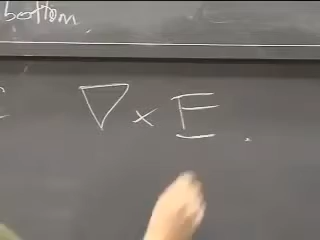 bottom.
∇ × E .